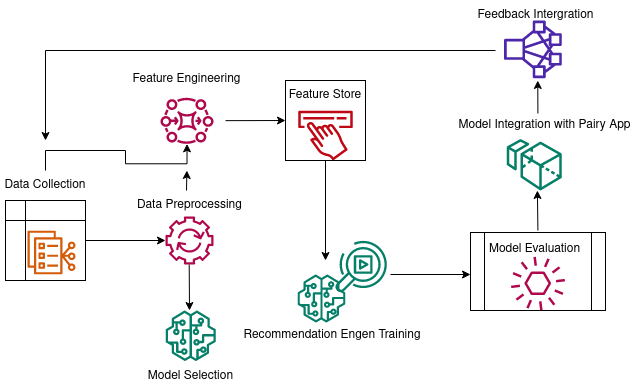 Feedback Intergration
Feature Engineering
Feature Store
Model Integration with Pairy App
Data Collection
Data Preprocessing
Model Evaluation
Recommendation Engen Training
Model Selection